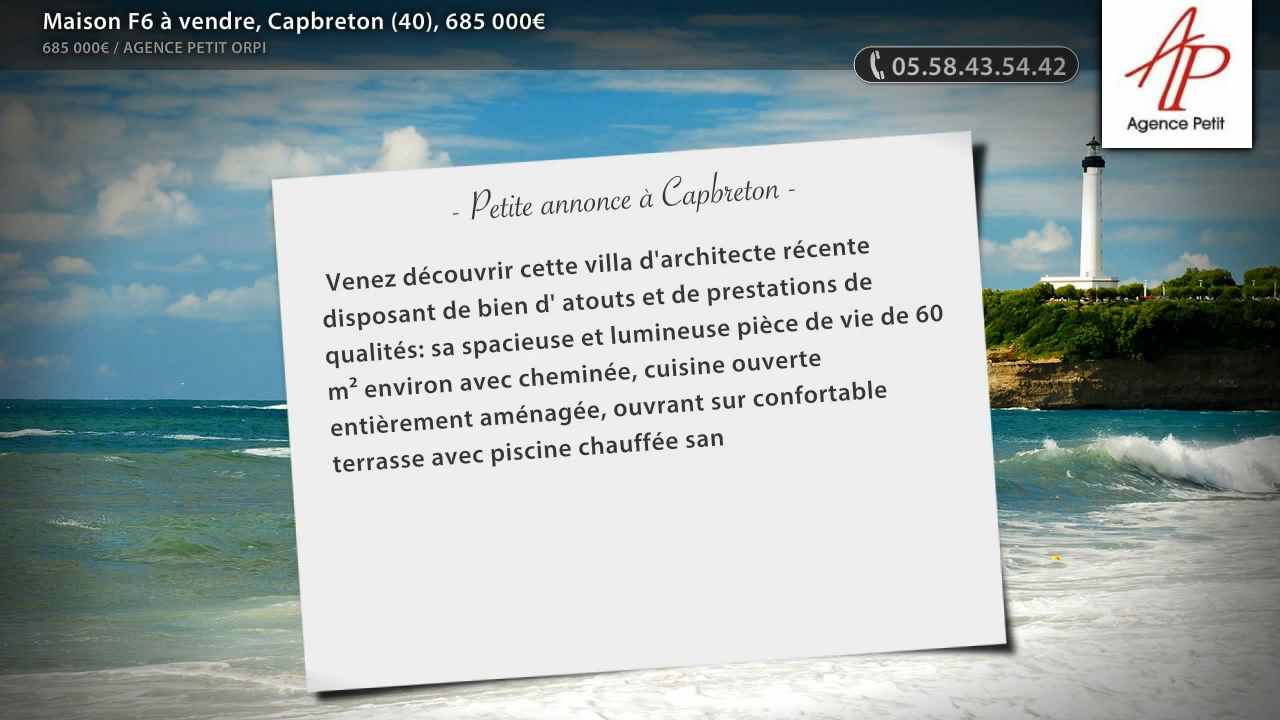 Maison F6 à vendre, Capbreton (40), 685 000€
685 000€ / AGENCE PETIT ORPI
05.58.43.54.42
AP
Agence Petit
- Petite annonce à Capbreton -
Venez découvrir cette villa d'architecte récente
disposant de bien d' atouts et de prestations de
qualités: sa spacieuse et lumineuse pièce de vie de 60
m² environ avec cheminée, cuisine ouverte
entièrement aménagée, ouvrant sur confortable
terrasse avec piscine chauffée san